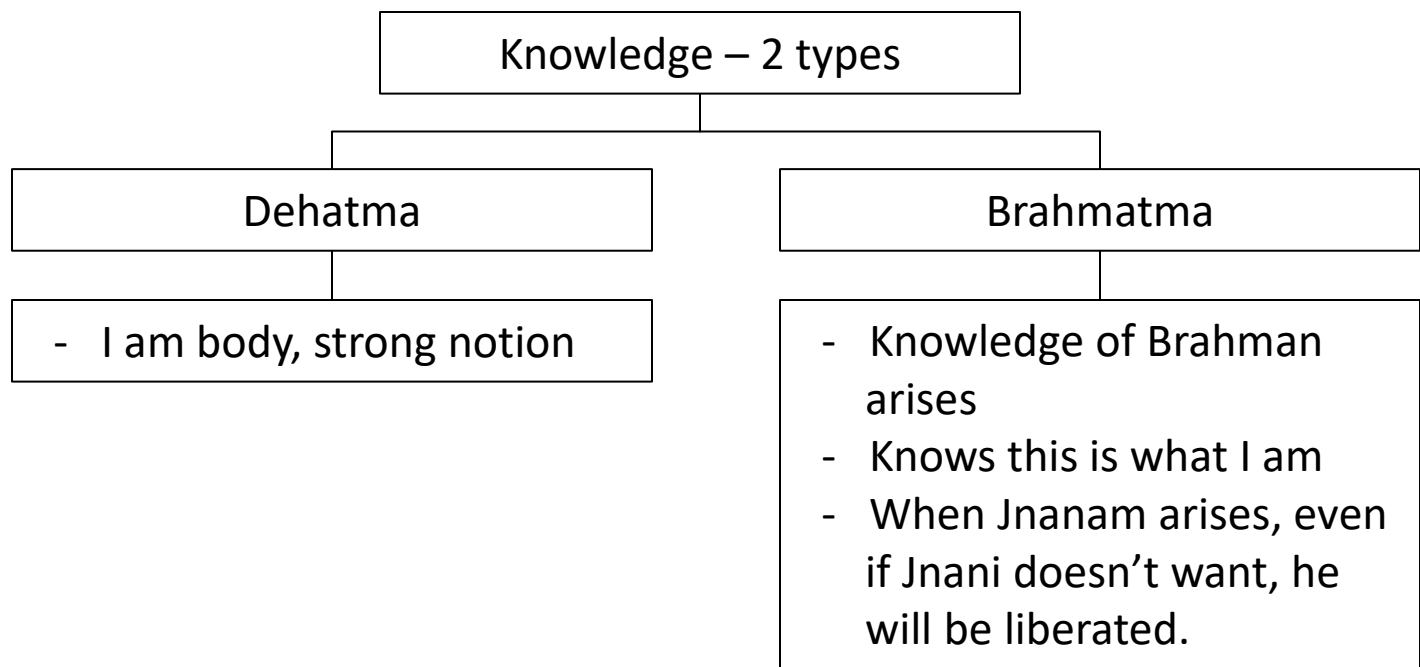 Knowledge – 2 types
Dehatma
Brahmatma
- I am body, strong notion
- Knowledge of Brahman
arises
- Knows this is what I am
- When Jnanam arises, even
if Jnani doesn’t want, he
will be liberated.